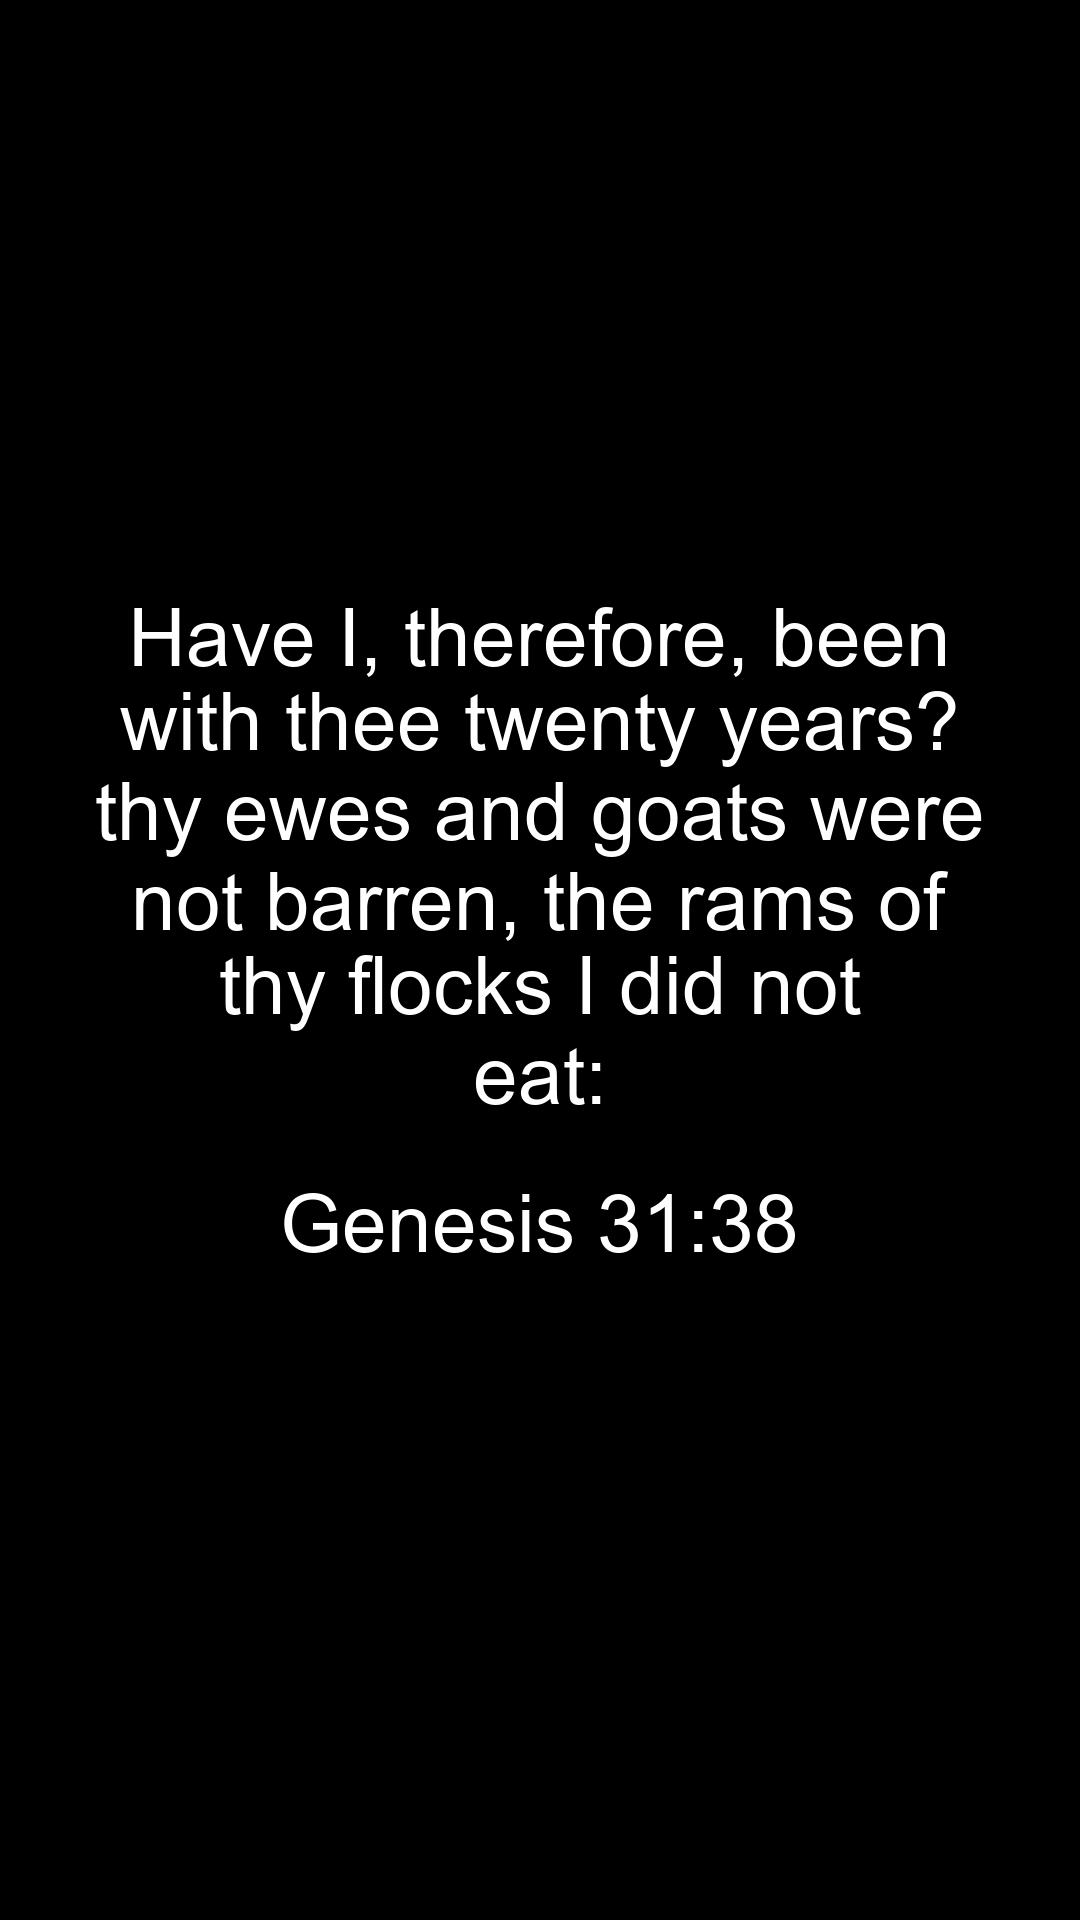 Have I, therefore, been
with thee twenty years?
thy ewes and goats were
not barren, the rams of
thy flocks I did not
eat:
Genesis 31:38